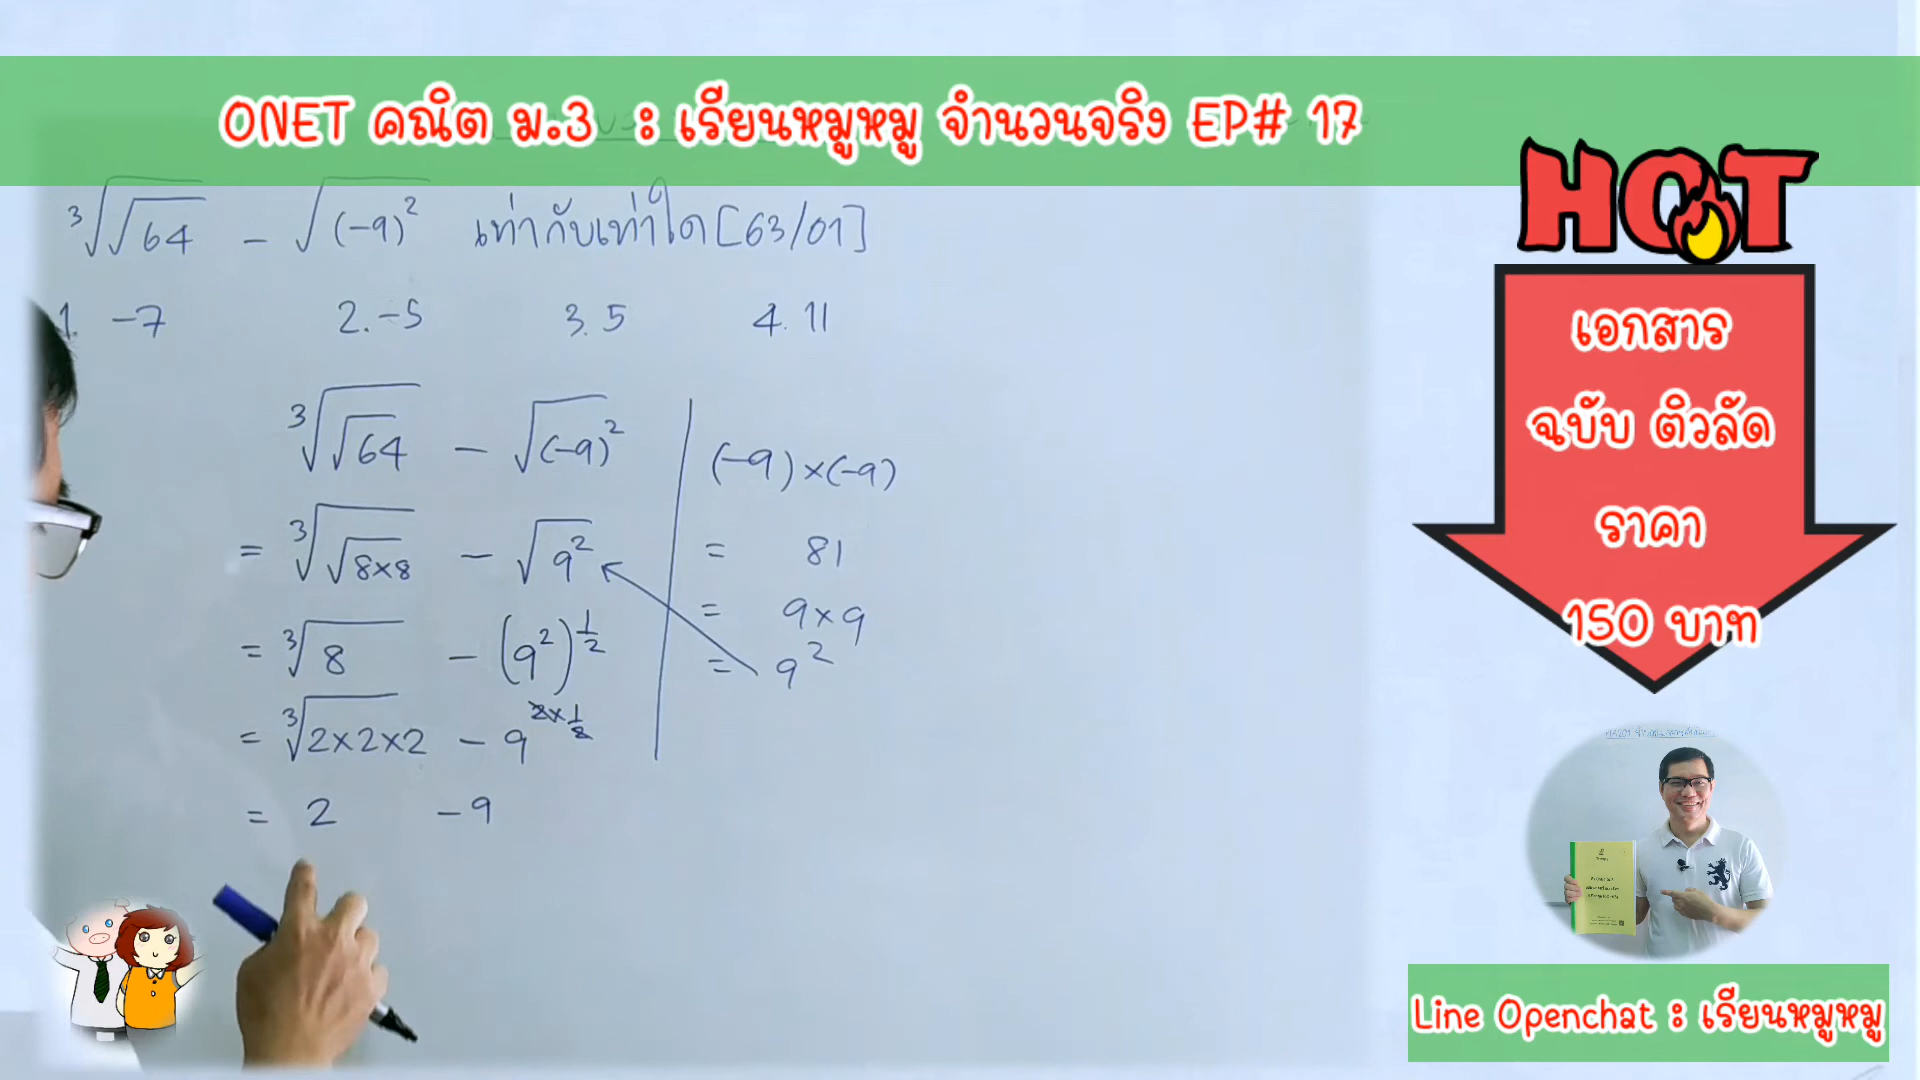 ONET คณิต ม.3 : เรียนหมูหมู จำนวนจริง EP# 17
∛√64 − √(−9)² เท่ากับเท่าใด [63/01]
1. −7 2. −5 3. 5 4. 11
∛√64 − √(−9)²
= ∛√8×8 − √9²
= ∛8 − (9²)^½
= ∛2×2×2 − 9^2×½
= 2 − 9
(−9)×(−9)
= 81
= 9×9
= 9²
HOT
เอกสาร
ฉบับ ติวลัด
ราคา
150 บาท
Line Openchat : เรียนหมูหมู